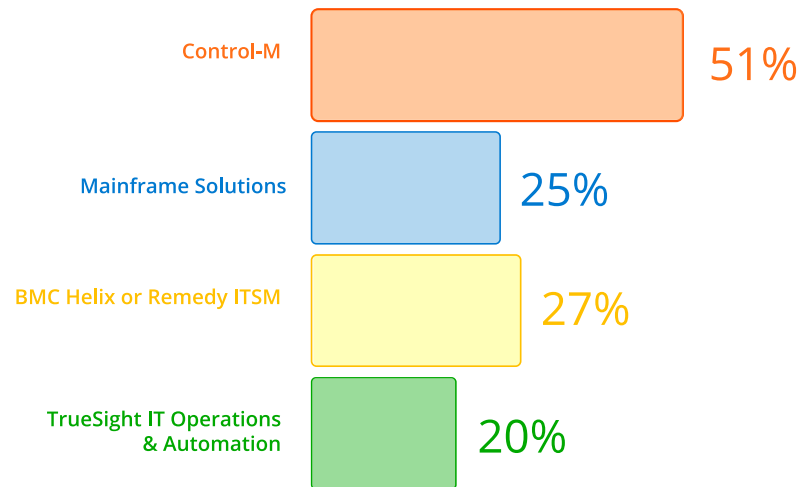 Control-M
51%
Mainframe Solutions
25%
BMC Helix or Remedy ITSM
27%
TrueSight IT Operations
& Automation
20%